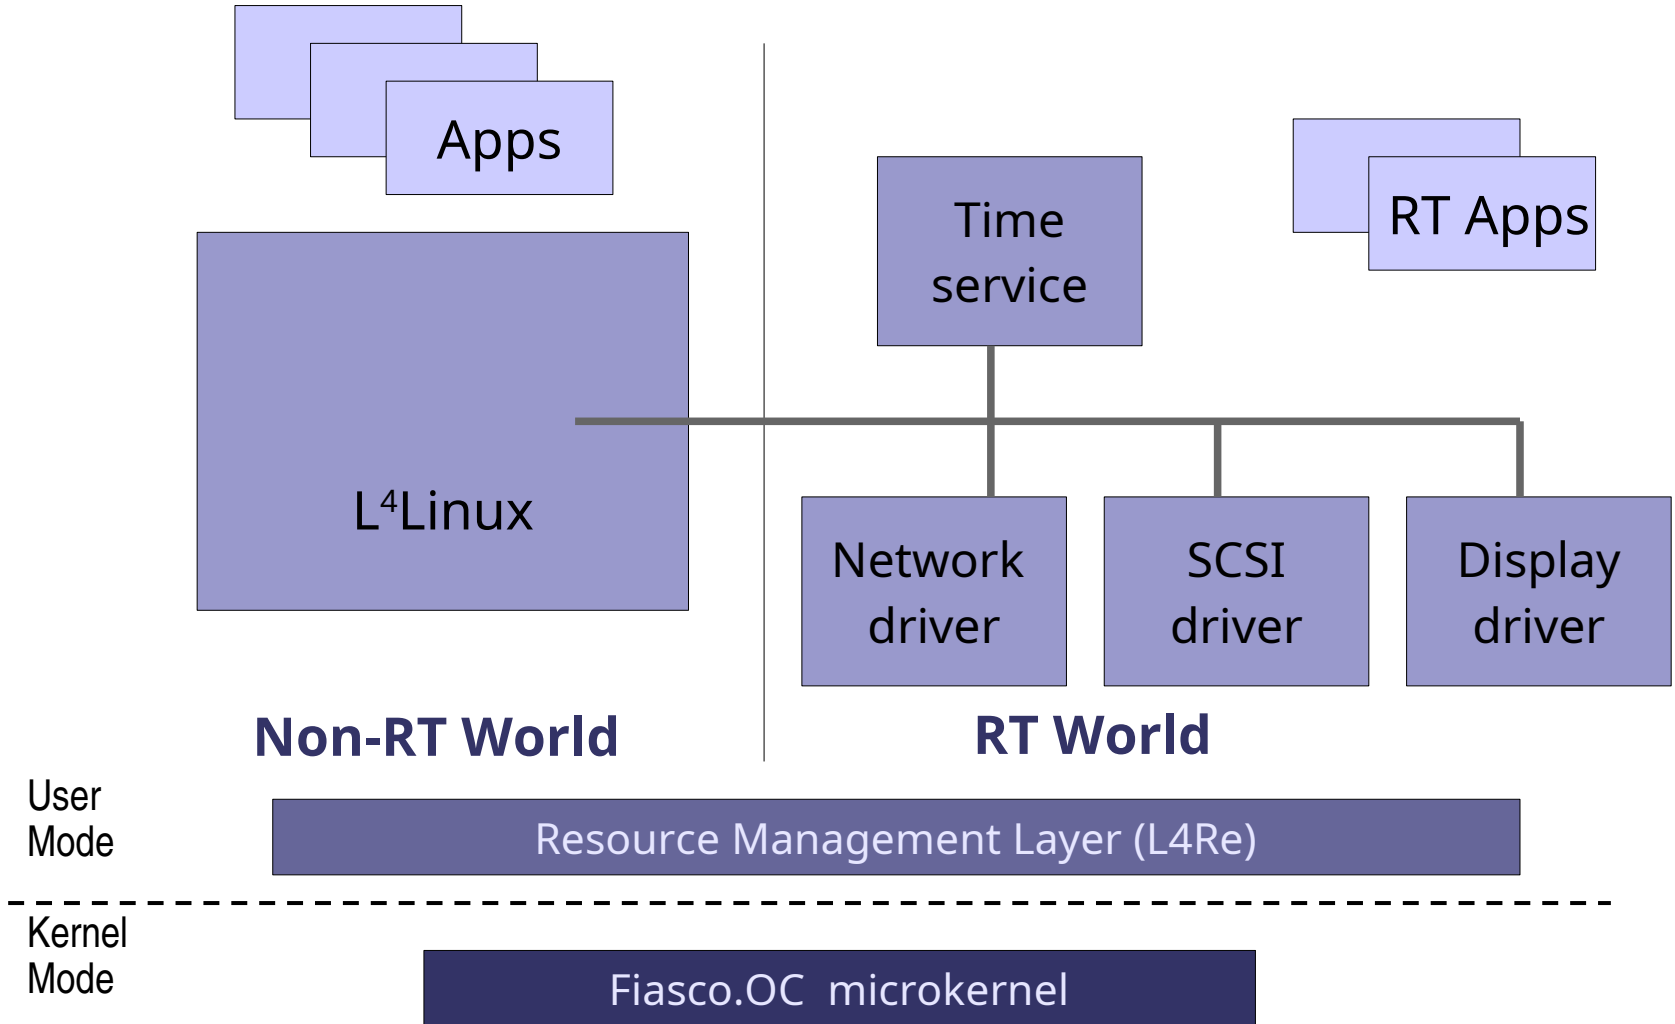 Apps
Time
service
RT Apps
L⁴Linux
Network
driver
SCSI
driver
Display
driver
Non-RT World
RT World
User
Mode
Resource Management Layer (L4Re)
Kernel
Mode
Fiasco.OC microkernel